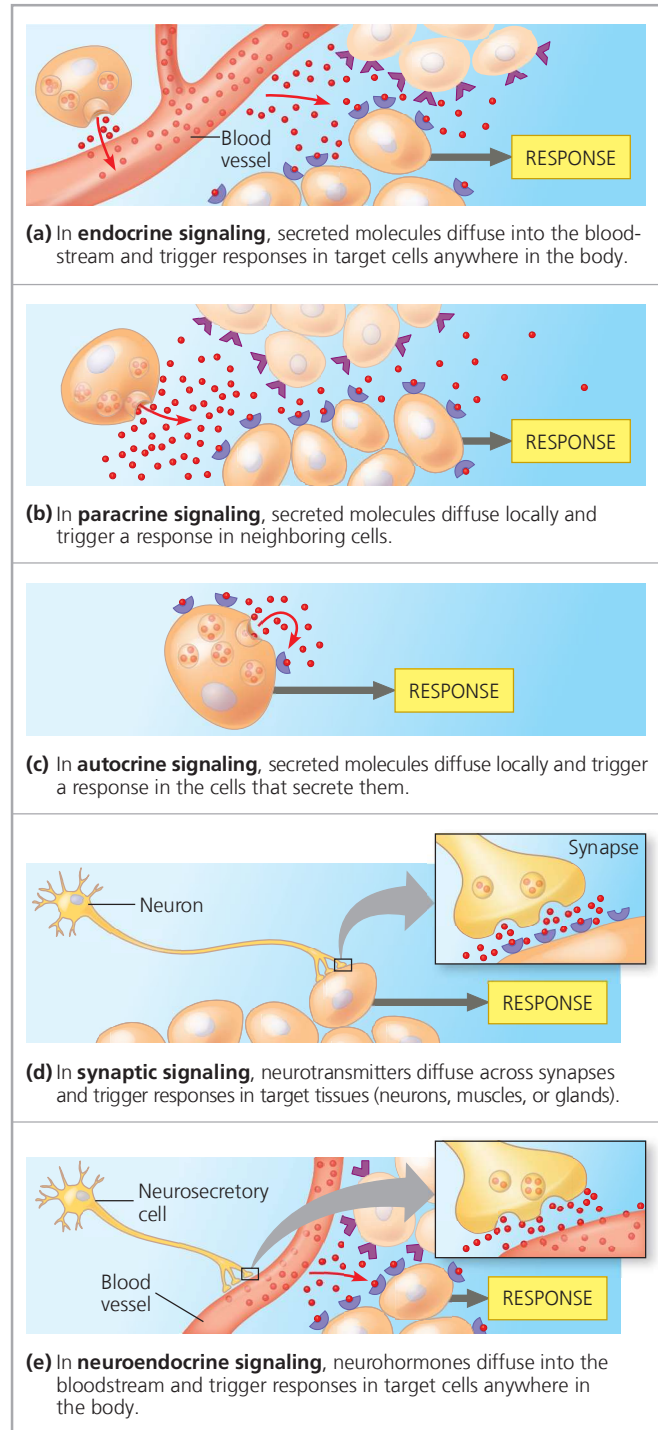 Blood
vessel
RESPONSE
(a) In endocrine signaling, secreted molecules diffuse into the blood-
stream and trigger responses in target cells anywhere in the body.
RESPONSE
(b) In paracrine signaling, secreted molecules diffuse locally and
trigger a response in neighboring cells.
RESPONSE
(c) In autocrine signaling, secreted molecules diffuse locally and trigger
a response in the cells that secrete them.
Synapse
Neuron
RESPONSE
(d) In synaptic signaling, neurotransmitters diffuse across synapses
and trigger responses in target tissues (neurons, muscles, or glands).
Neurosecretory
cell
Blood
vessel
RESPONSE
(e) In neuroendocrine signaling, neurohormones diffuse into the
bloodstream and trigger responses in target cells anywhere in
the body.